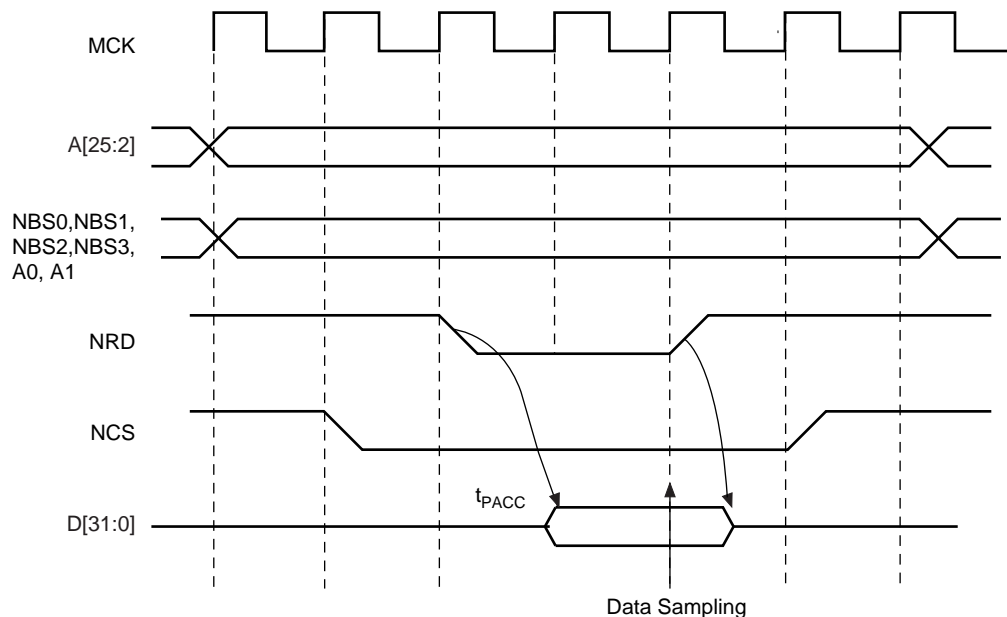 MCK
A[25:2]
NBS0,NBS1,
NBS2,NBS3,
A0, A1
NRD
NCS
tPACC
D[31:0]
Data Sampling